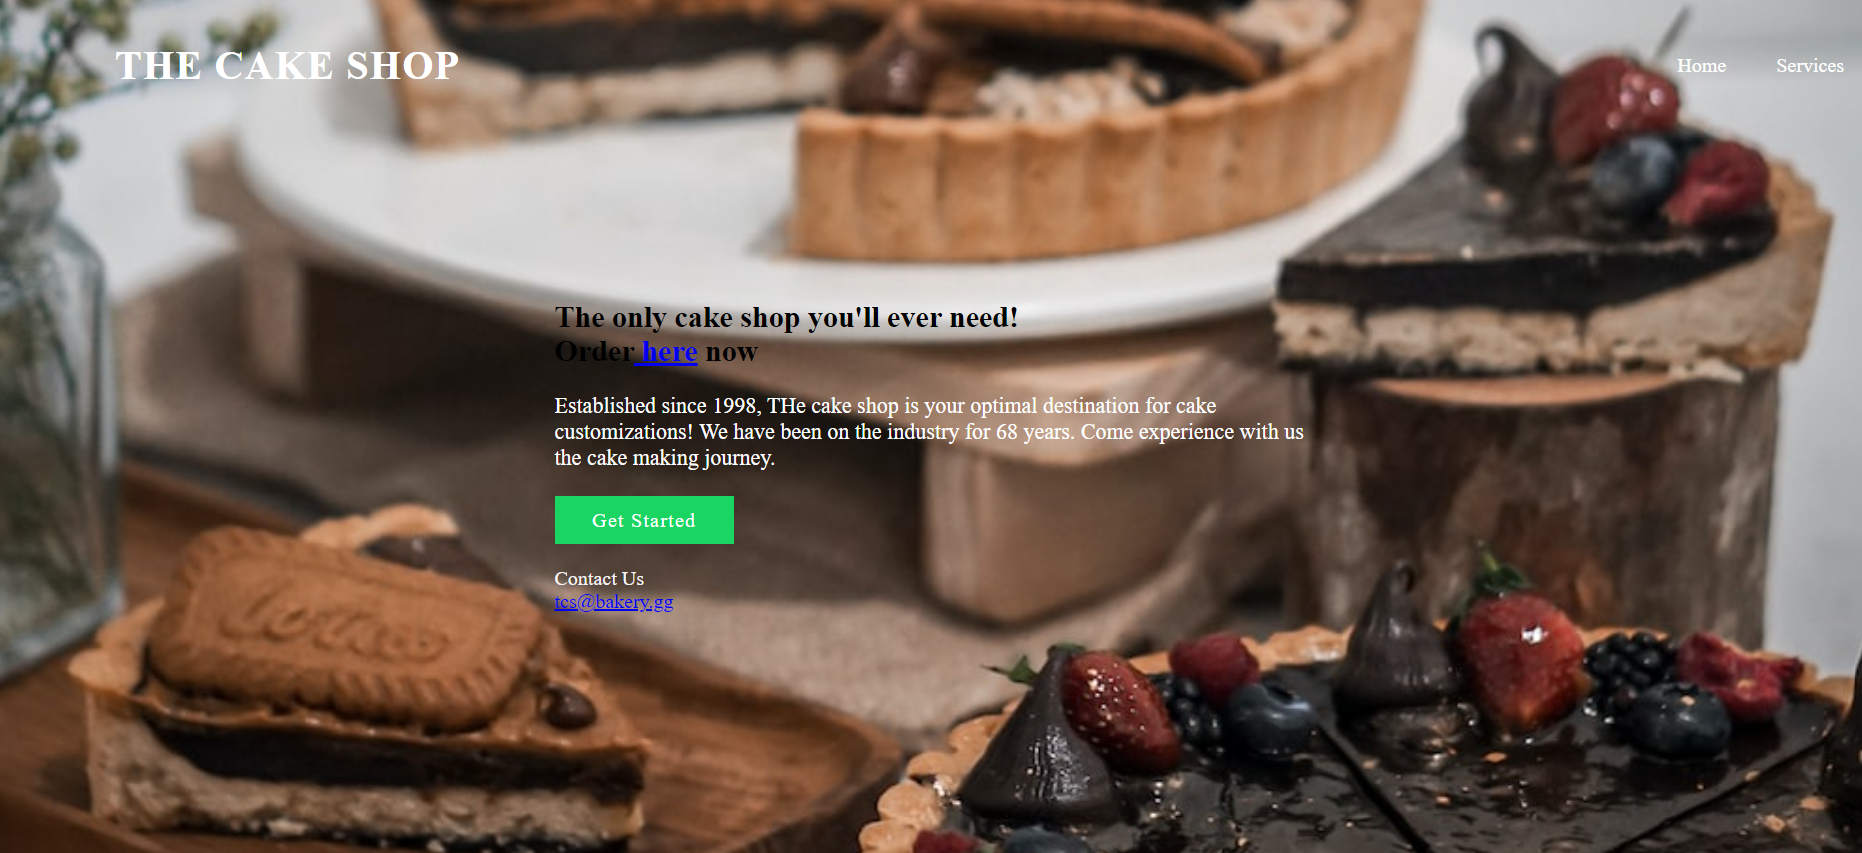 THE CAKE SHOP
Home Services
The only cake shop you'll ever need!
Order here now
Established since 1998, THe cake shop is your optimal destination for cake
customizations! We have been on the industry for 68 years. Come experience with us
the cake making journey.
Get Started
Contact Us
tcs@bakery.gg
Lotus